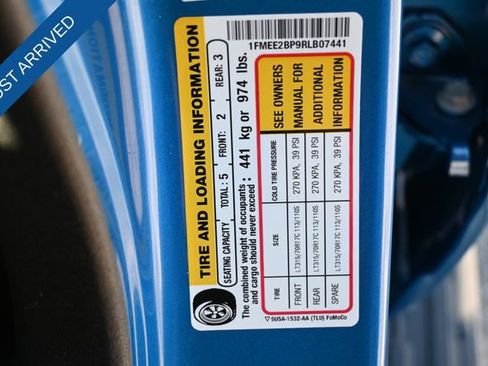 JUST ARRIVED
1FMEE2BP9RLB07441
TIRE AND LOADING INFORMATION
SEATING CAPACITY TOTAL: 5 FRONT: 2 REAR: 3
The combined weight of occupants
and cargo should never exceed: 441 kg or 974 lbs.
TIRE SIZE COLD TIRE PRESSURE SEE OWNERS
FRONT LT315/70R17C 113/110S 270 KPA, 39 PSI MANUAL FOR
REAR LT315/70R17C 113/110S 270 KPA, 39 PSI ADDITIONAL
SPARE LT315/70R17C 113/110S 270 KPA, 39 PSI INFORMATION
5U5A-1532-AA (TLU) FoMoCo